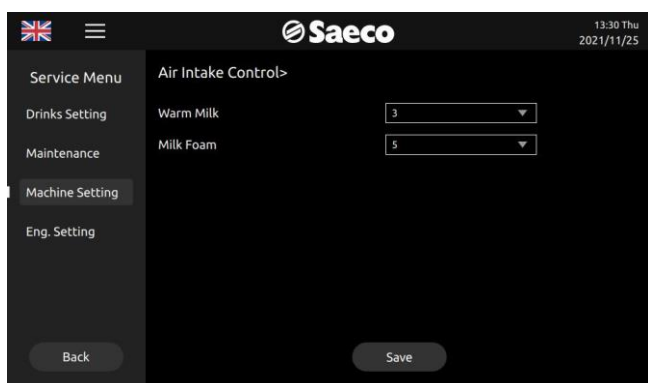 Saeco
13:30 Thu
2021/11/25
Service Menu
Drinks Setting
Maintenance
Machine Setting
Eng. Setting
Back
Air Intake Control>
Warm Milk 3
Milk Foam 5
Save